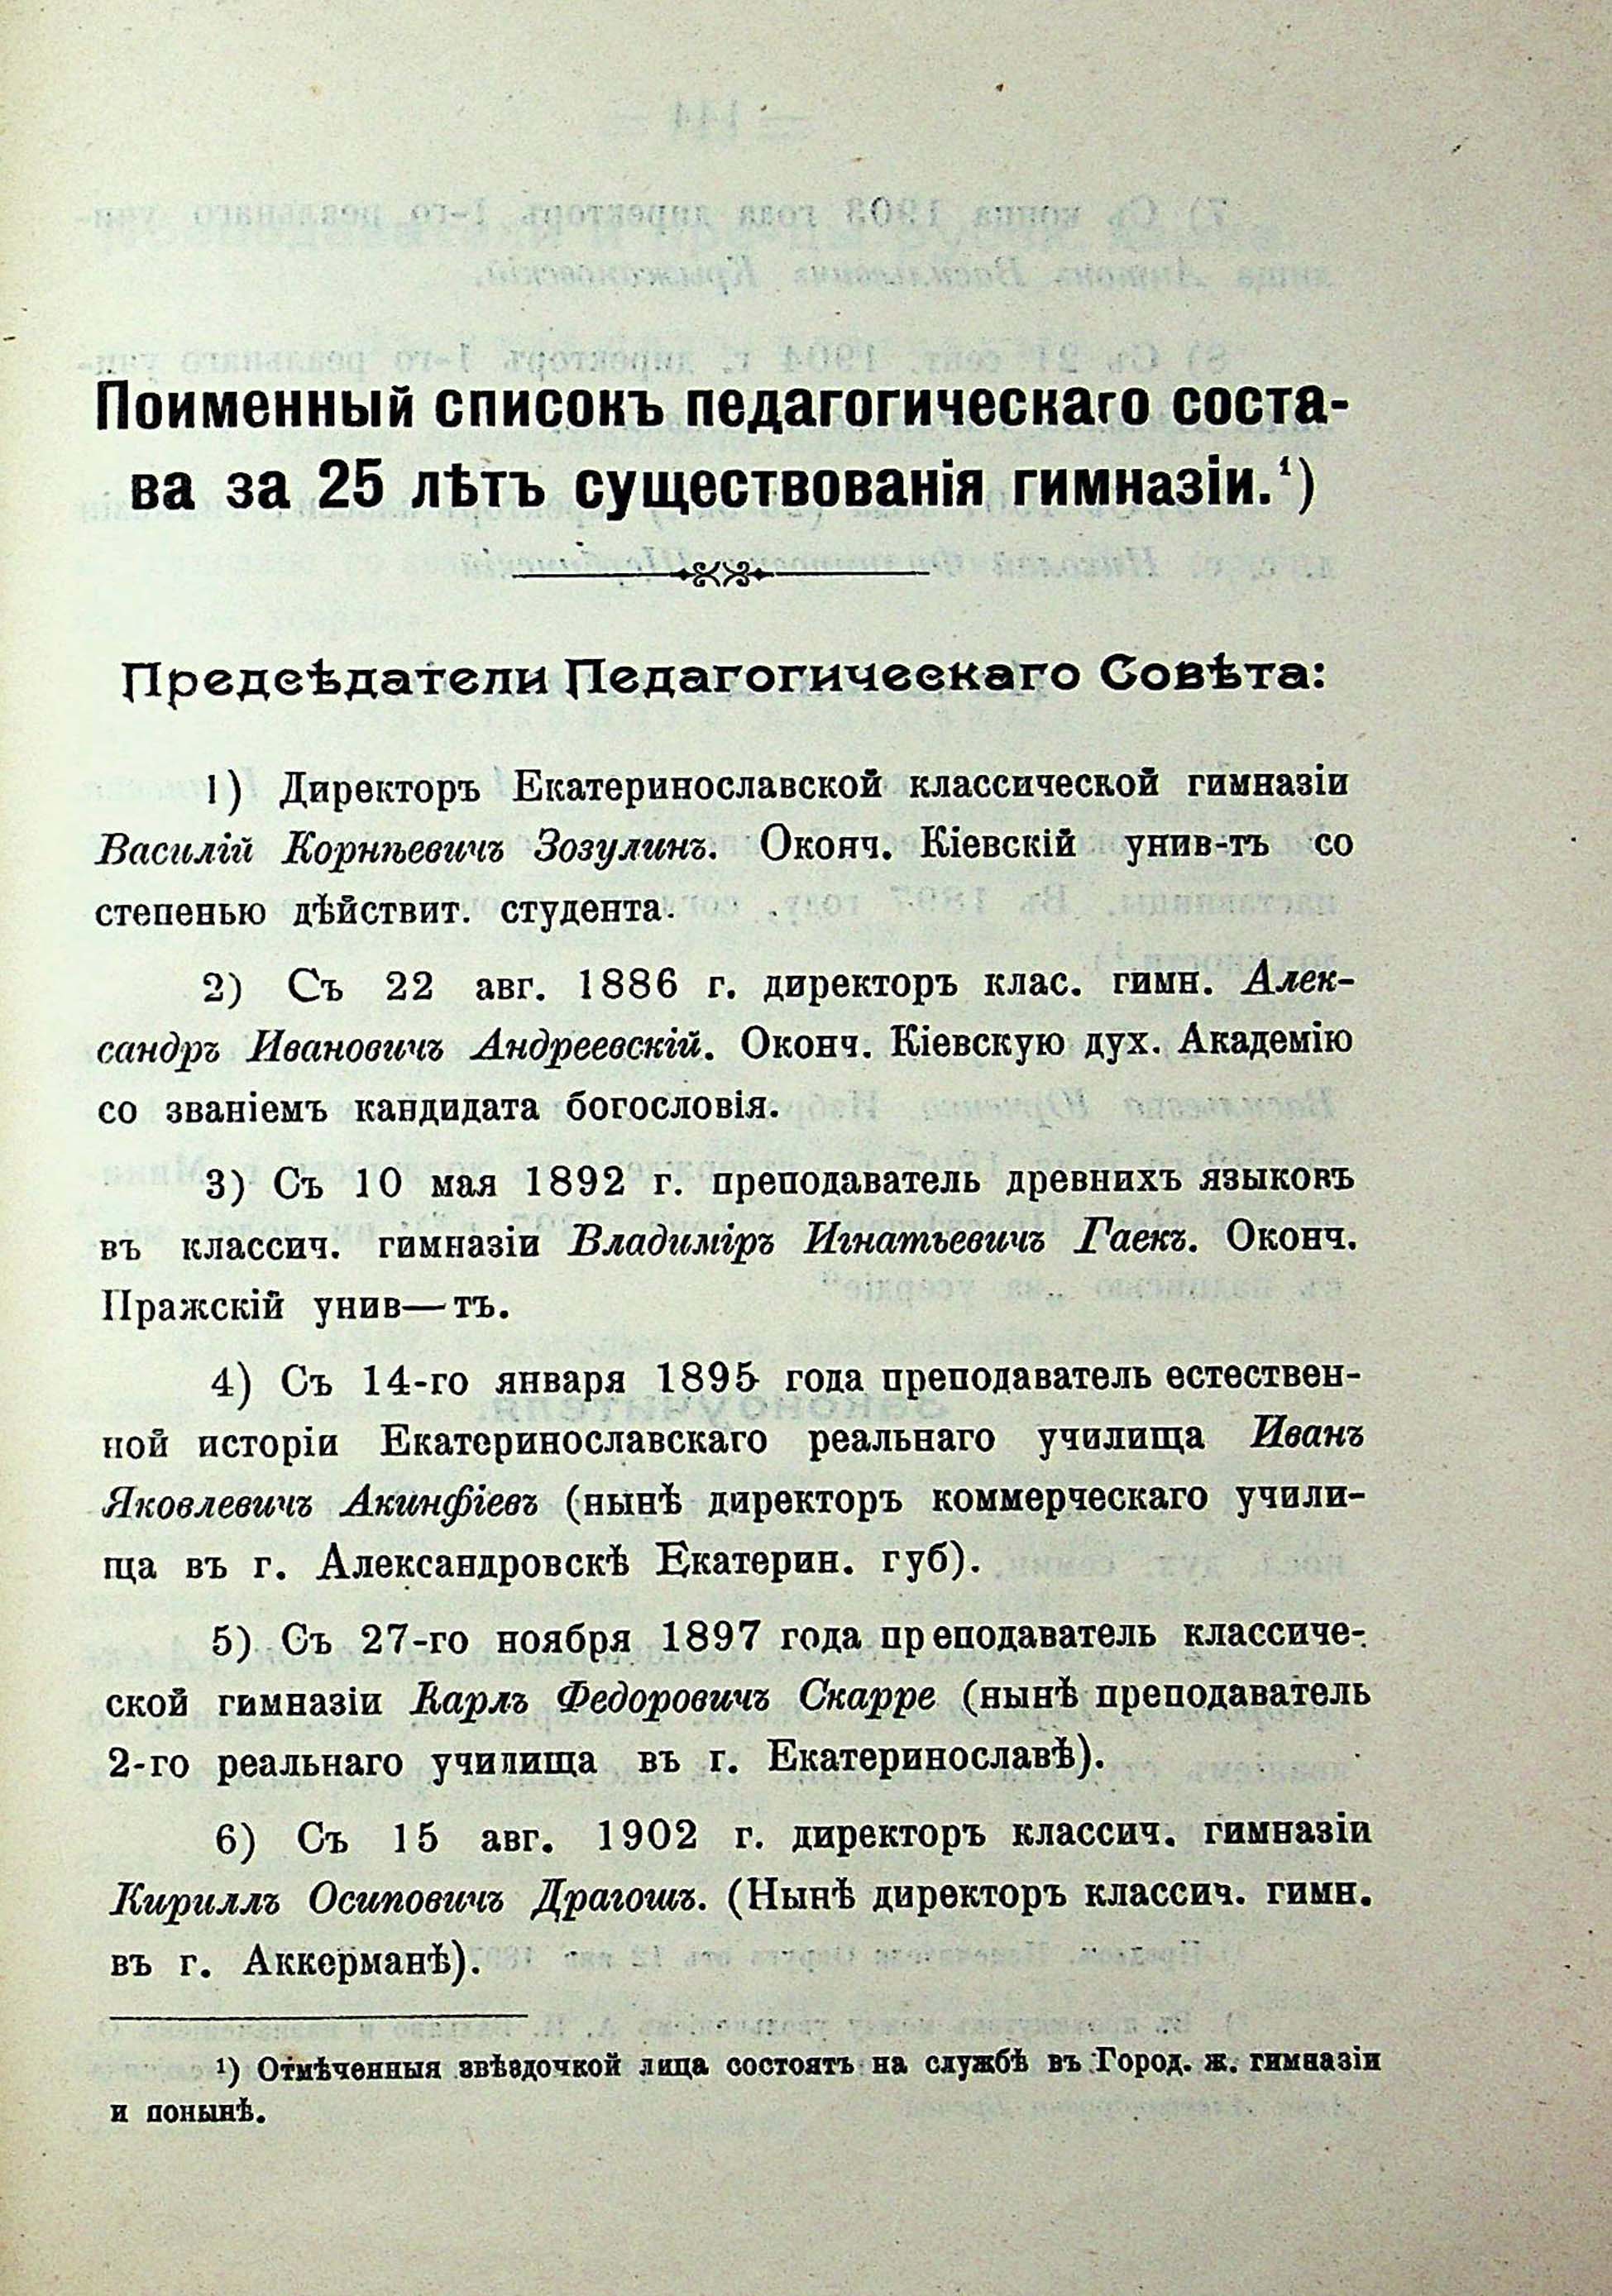 Поименный списокъ педагогическаго соста-
ва за 25 лѣтъ существованія гимназіи.¹)
Предсѣдатели Педагогическаго Совѣта:
1) Директоръ Екатеринославской классической гимназіи
Василій Корнѣевичъ Зозулинъ. Оконч. Кіевскій унив-тъ со
степенью дѣйствит. студента.
2) Съ 22 авг. 1886 г. директоръ клас. гимн. Алек-
сандръ Ивановичъ Андреевскій. Оконч. Кіевскую дух. Академію
со званіемъ кандидата богословія.
3) Съ 10 мая 1892 г. преподаватель древнихъ языковъ
въ классич. гимназіи Владиміръ Игнатьевичъ Гаекъ. Оконч.
Пражскій унив—тъ.
4) Съ 14-го января 1895 года преподаватель естествен-
ной исторіи Екатеринославскаго реальнаго училища Иванъ
Яковлевичъ Акинфіевъ (нынѣ директоръ коммерческаго учили-
ща въ г. Александровскѣ Екатерин. губ).
5) Съ 27-го ноября 1897 года преподаватель классиче-
ской гимназіи Карлъ Федоровичъ Скарре (нынѣ преподаватель
2-го реальнаго училища въ г. Екатеринославѣ).
6) Съ 15 авг. 1902 г. директоръ классич. гимназіи
Кириллъ Осиповичъ Драгошъ. (Нынѣ директоръ классич. гимн.
въ г. Аккерманѣ).
¹) Отмѣченныя звѣздочкой лица состоятъ на службѣ въ Город. ж. гимназіи
и понынѣ.